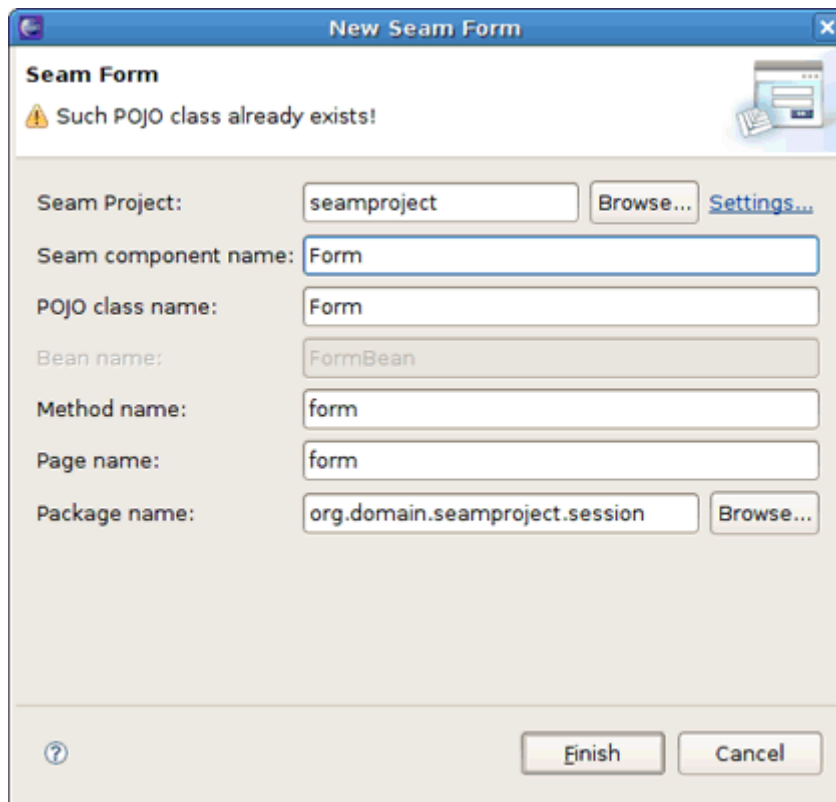 New Seam Form
Seam Form
Such POJO class already exists!
Seam Project: seamproject Browse... Settings...
Seam component name: Form
POJO class name: Form
Bean name: FormBean
Method name: form
Page name: form
Package name: org.domain.seamproject.session Browse...
? Finish Cancel